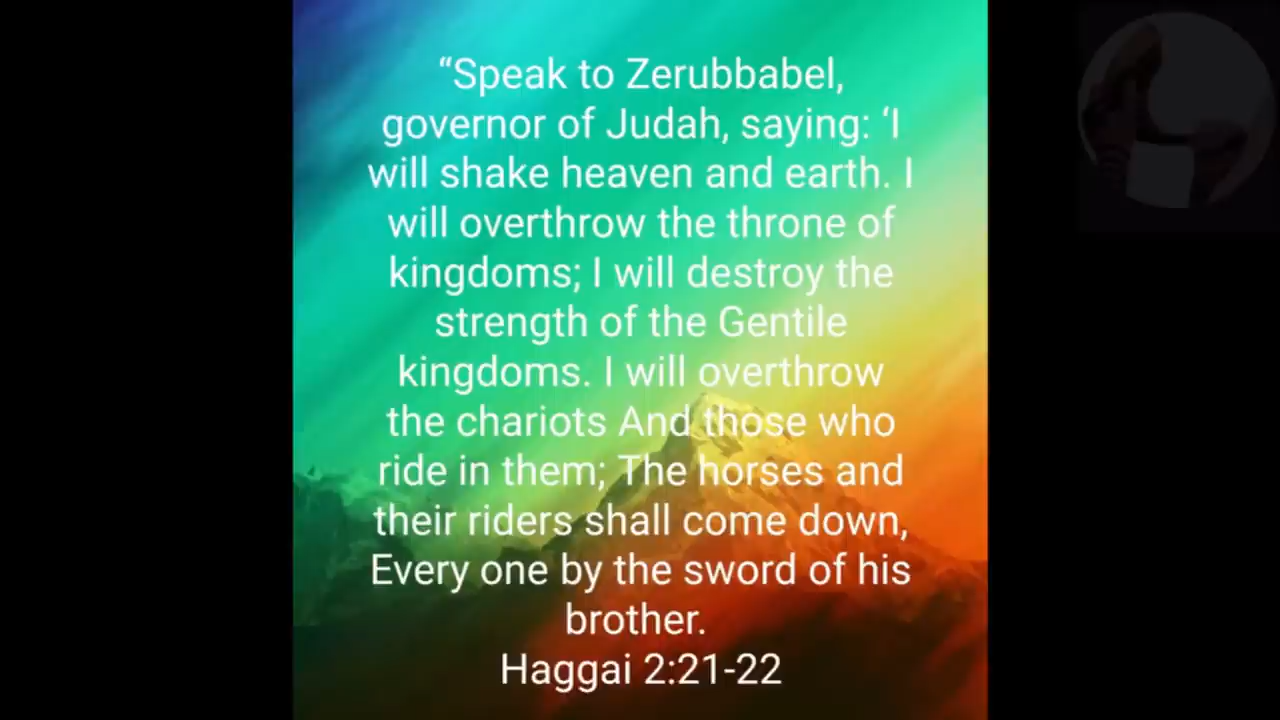 “Speak to Zerubbabel,
governor of Judah, saying: ‘I
will shake heaven and earth. I
will overthrow the throne of
kingdoms; I will destroy the
strength of the Gentile
kingdoms. I will overthrow
the chariots And those who
ride in them; The horses and
their riders shall come down,
Every one by the sword of his
brother.
Haggai 2:21-22